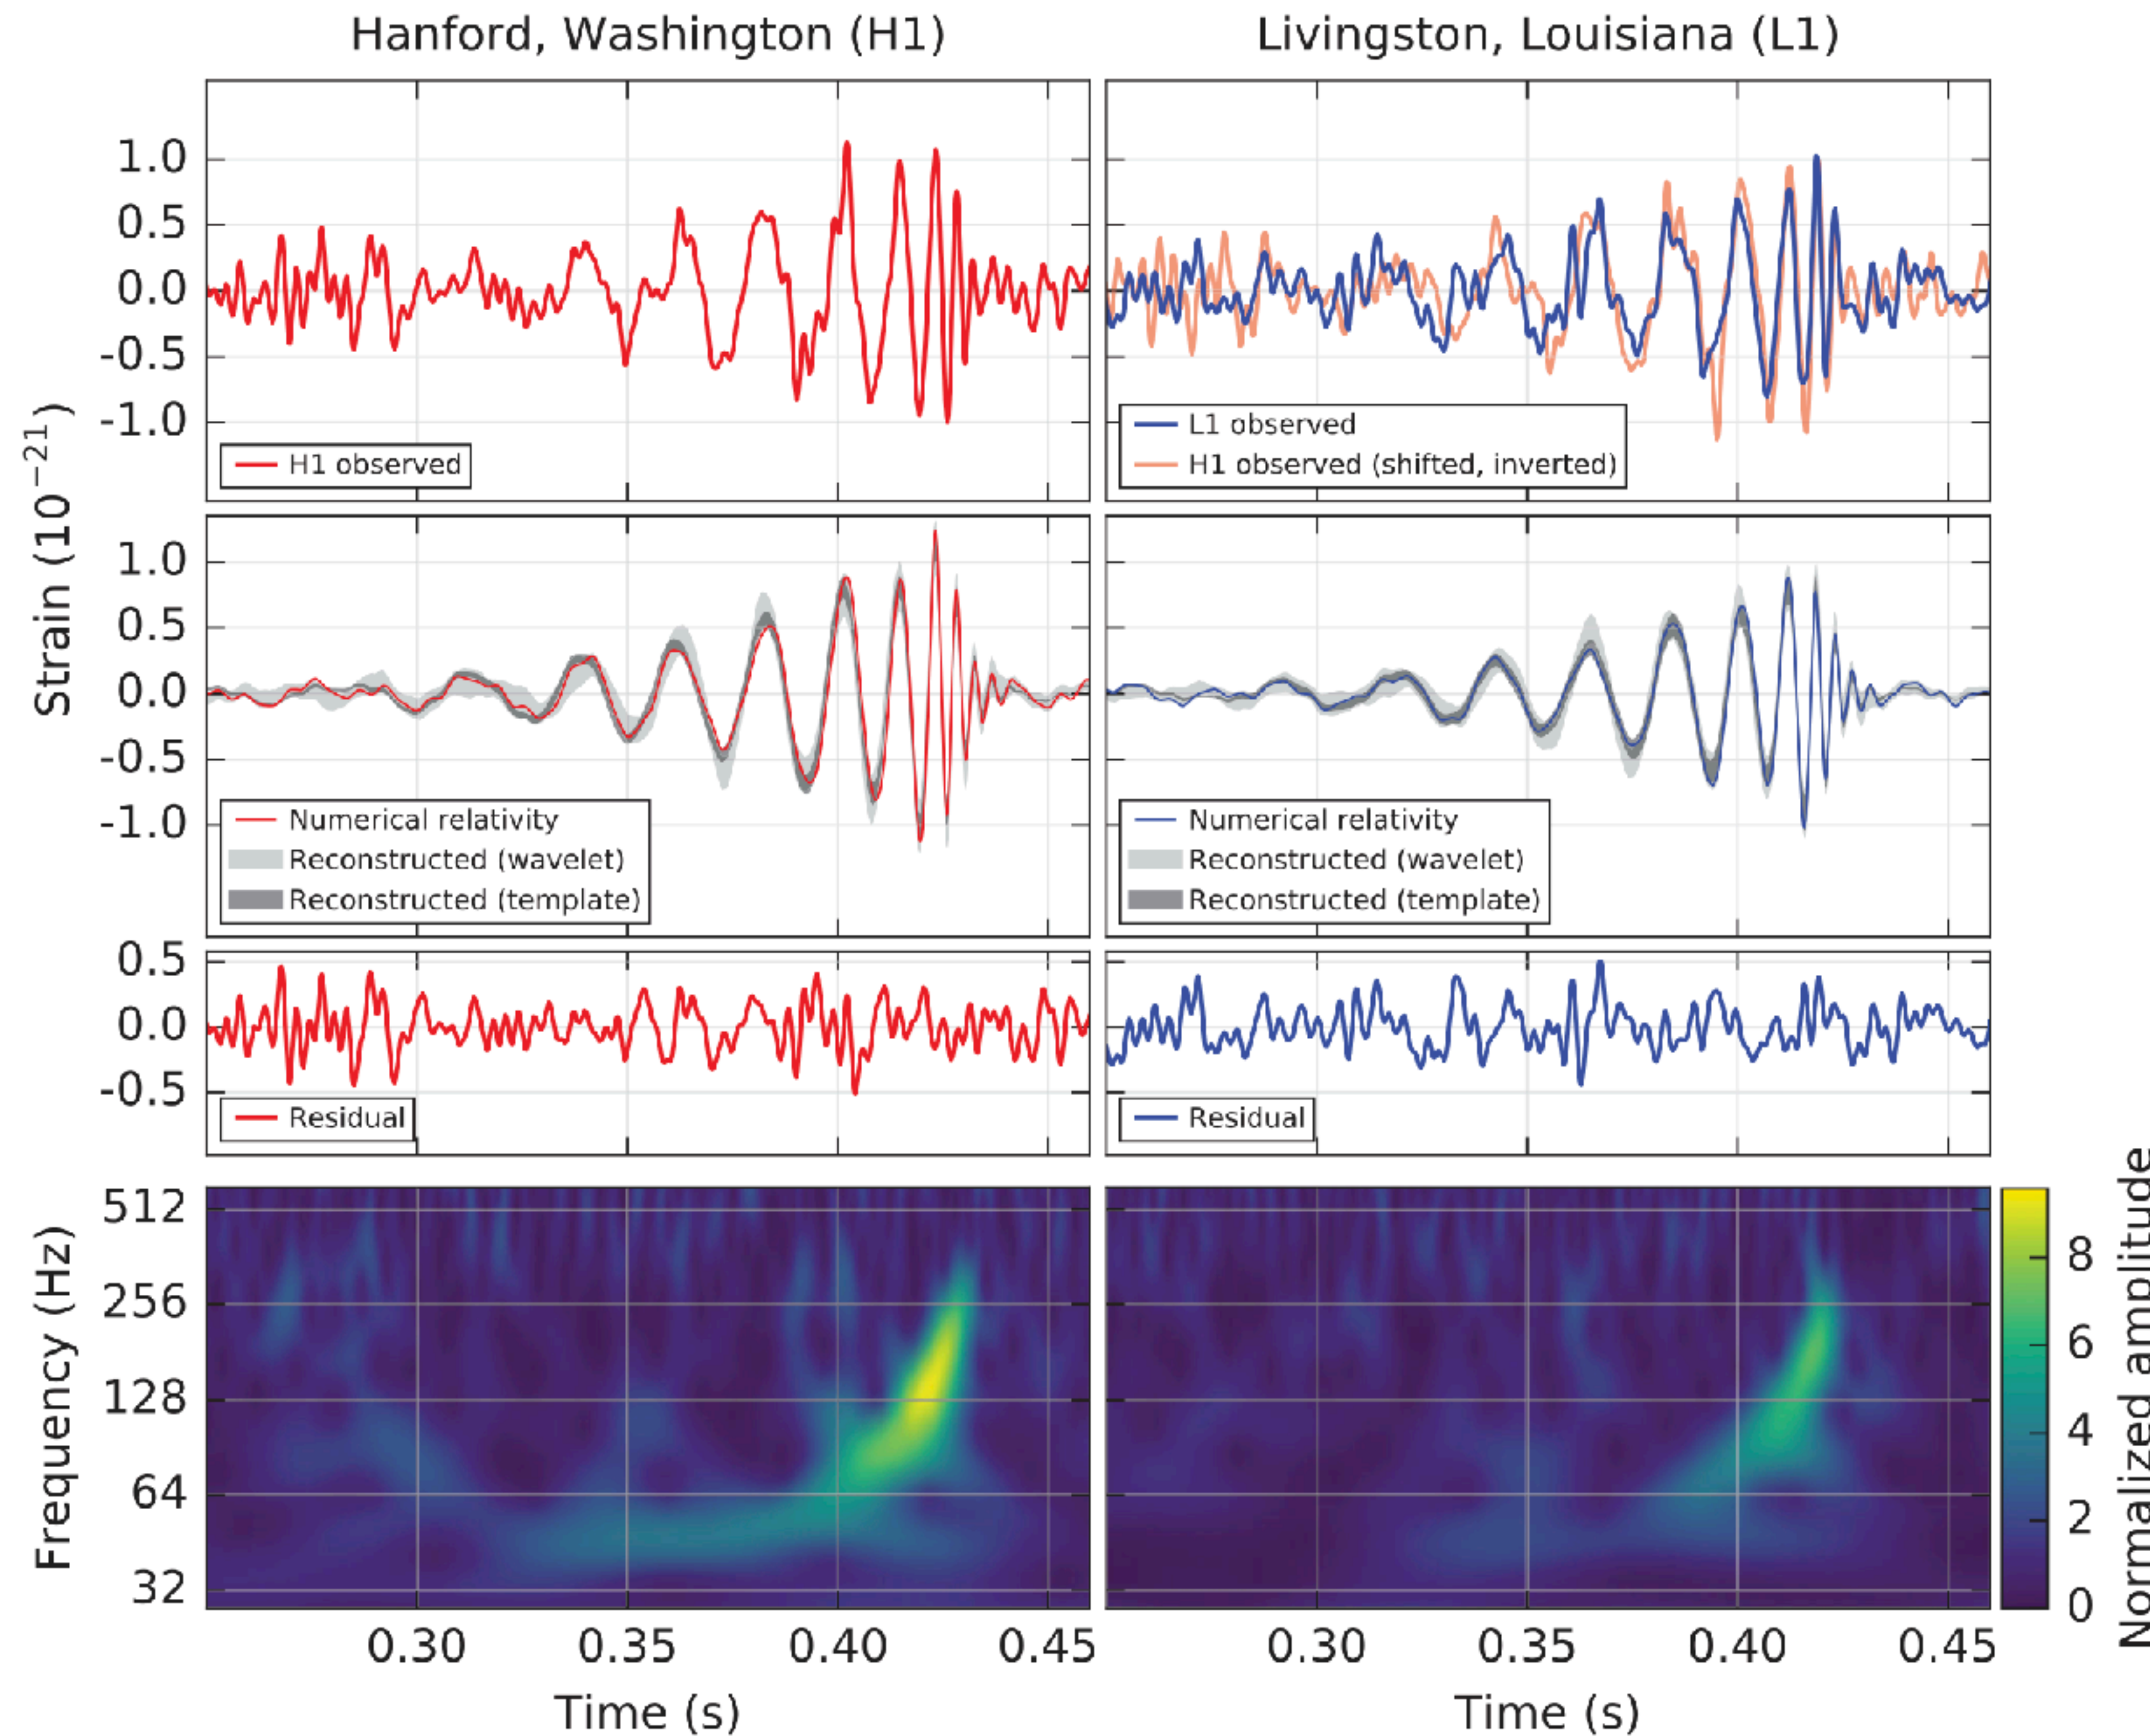 Hanford, Washington (H1)
Livingston, Louisiana (L1)
Strain (10⁻²¹)
1.0
0.5
0.0
-0.5
-1.0
H1 observed
L1 observed
H1 observed (shifted, inverted)
1.0
0.5
0.0
-0.5
-1.0
Numerical relativity
Reconstructed (wavelet)
Reconstructed (template)
Numerical relativity
Reconstructed (wavelet)
Reconstructed (template)
0.5
0.0
-0.5
Residual
Residual
Frequency (Hz)
512
256
128
64
32
Normalized amplitude
8
6
4
2
0
0.30 0.35 0.40 0.45
0.30 0.35 0.40 0.45
Time (s)
Time (s)